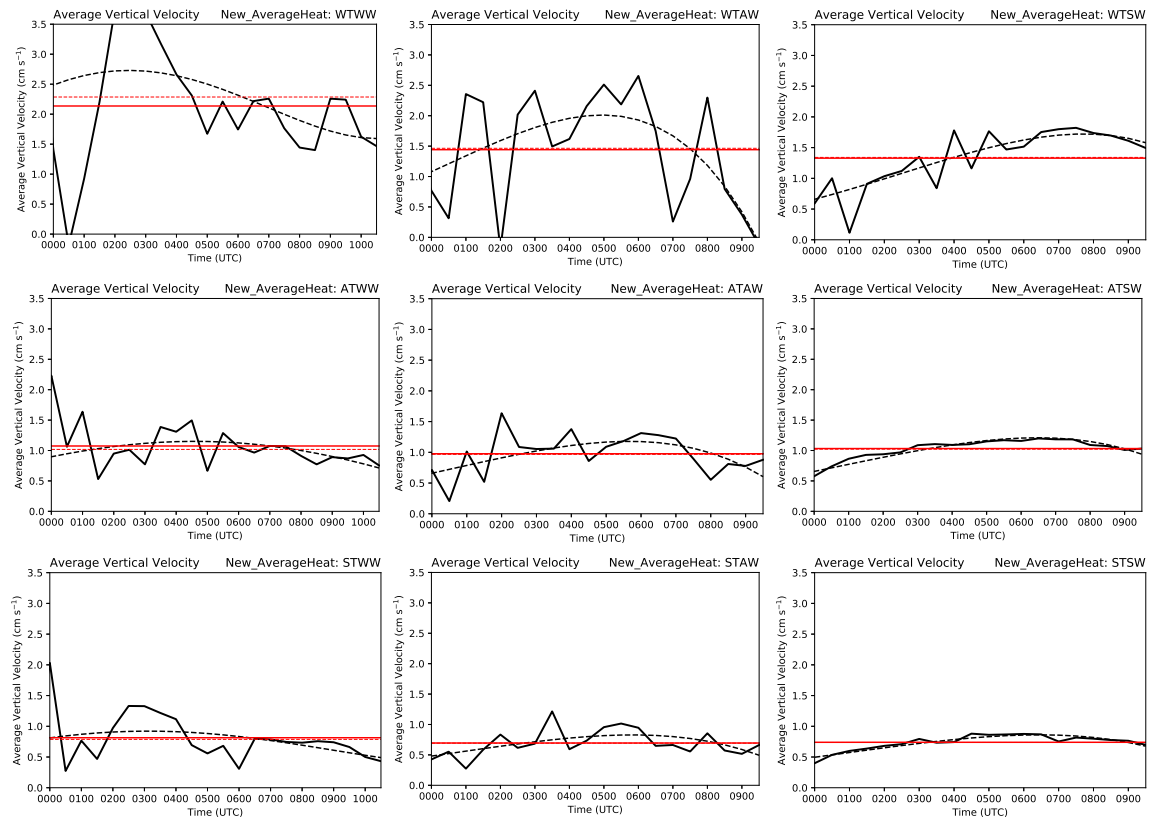 Average Vertical Velocity New_AverageHeat: WTWW
Average Vertical Velocity (cm s⁻¹)
3.5
3.0
2.5
2.0
1.5
1.0
0.5
0.0
0000 0100 0200 0300 0400 0500 0600 0700 0800 0900 1000
Time (UTC)
Average Vertical Velocity New_AverageHeat: WTAW
Average Vertical Velocity (cm s⁻¹)
3.5
3.0
2.5
2.0
1.5
1.0
0.5
0.0
0000 0100 0200 0300 0400 0500 0600 0700 0800 0900
Time (UTC)
Average Vertical Velocity New_AverageHeat: WTSW
Average Vertical Velocity (cm s⁻¹)
3.5
3.0
2.5
2.0
1.5
1.0
0.5
0.0
0000 0100 0200 0300 0400 0500 0600 0700 0800 0900
Time (UTC)
Average Vertical Velocity New_AverageHeat: ATWW
Average Vertical Velocity (cm s⁻¹)
3.5
3.0
2.5
2.0
1.5
1.0
0.5
0.0
0000 0100 0200 0300 0400 0500 0600 0700 0800 0900 1000
Time (UTC)
Average Vertical Velocity New_AverageHeat: ATAW
Average Vertical Velocity (cm s⁻¹)
3.5
3.0
2.5
2.0
1.5
1.0
0.5
0.0
0000 0100 0200 0300 0400 0500 0600 0700 0800 0900
Time (UTC)
Average Vertical Velocity New_AverageHeat: ATSW
Average Vertical Velocity (cm s⁻¹)
3.5
3.0
2.5
2.0
1.5
1.0
0.5
0.0
0000 0100 0200 0300 0400 0500 0600 0700 0800 0900
Time (UTC)
Average Vertical Velocity New_AverageHeat: STWW
Average Vertical Velocity (cm s⁻¹)
3.5
3.0
2.5
2.0
1.5
1.0
0.5
0.0
0000 0100 0200 0300 0400 0500 0600 0700 0800 0900 1000
Time (UTC)
Average Vertical Velocity New_AverageHeat: STAW
Average Vertical Velocity (cm s⁻¹)
3.5
3.0
2.5
2.0
1.5
1.0
0.5
0.0
0000 0100 0200 0300 0400 0500 0600 0700 0800 0900
Time (UTC)
Average Vertical Velocity New_AverageHeat: STSW
Average Vertical Velocity (cm s⁻¹)
3.5
3.0
2.5
2.0
1.5
1.0
0.5
0.0
0000 0100 0200 0300 0400 0500 0600 0700 0800 0900
Time (UTC)